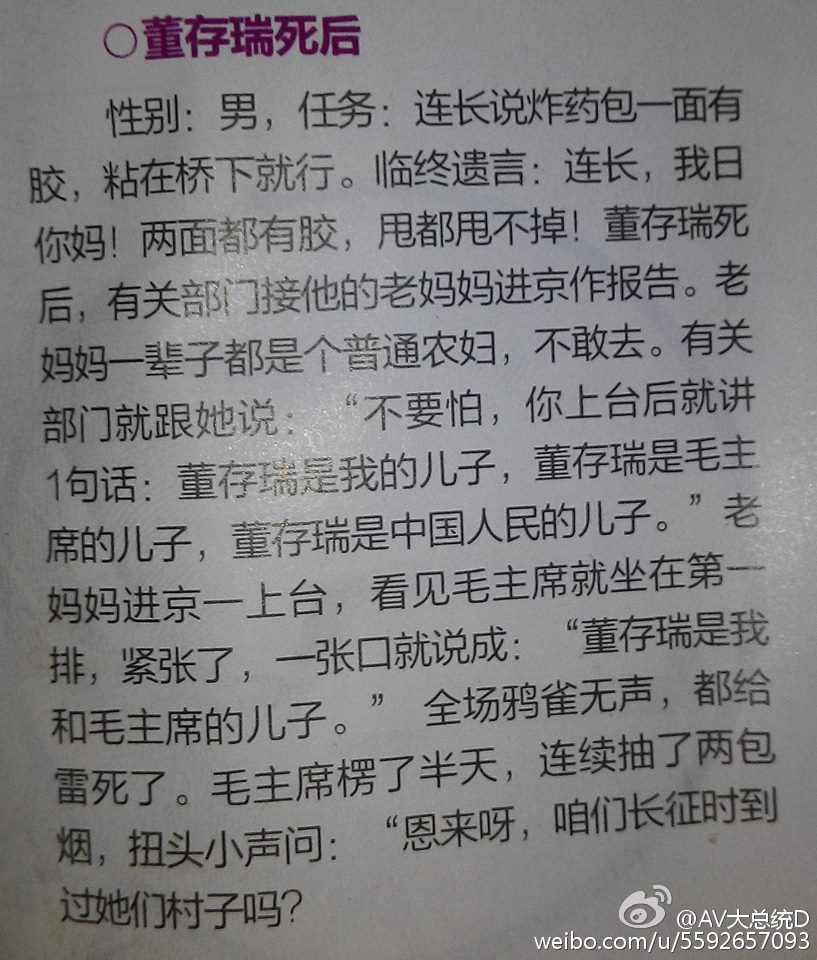 ○董存瑞死后
性别：男，任务：连长说炸药包一面有
胶，粘在桥下就行。临终遗言：连长，我日
你妈！两面都有胶，甩都甩不掉！董存瑞死
后，有关部门接他的老妈妈进京作报告。老
妈妈一辈子都是个普通农妇，不敢去。有关
部门就跟她说：“不要怕，你上台后就讲
1句话：董存瑞是我的儿子，董存瑞是毛主
席的儿子，董存瑞是中国人民的儿子。”老
妈妈进京一上台，看见毛主席就坐在第一
排，紧张了，一张口就说成：“董存瑞是我
和毛主席的儿子。”全场鸦雀无声，都给
雷死了。毛主席楞了半天，连续抽了两包
烟，扭头小声问：“恩来呀，咱们长征时到
过她们村子吗？
@AV大总统D
weibo.com/u/5592657093